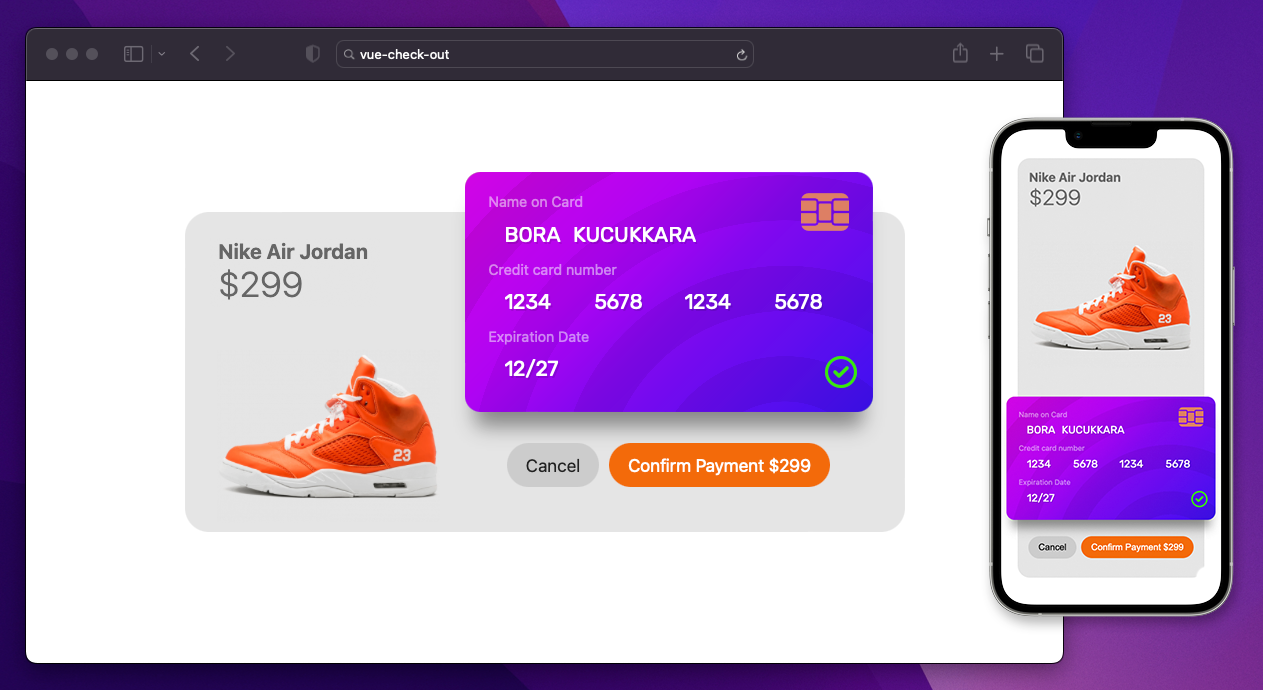 vue-check-out
Nike Air Jordan
$299
23
Name on Card
BORA KUCUKKARA
Credit card number
1234 5678 1234 5678
Expiration Date
12/27
Cancel
Confirm Payment $299
Nike Air Jordan
$299
23
Name on Card
BORA KUCUKKARA
Credit card number
1234 5678 1234 5678
Expiration Date
12/27
Cancel
Confirm Payment $299